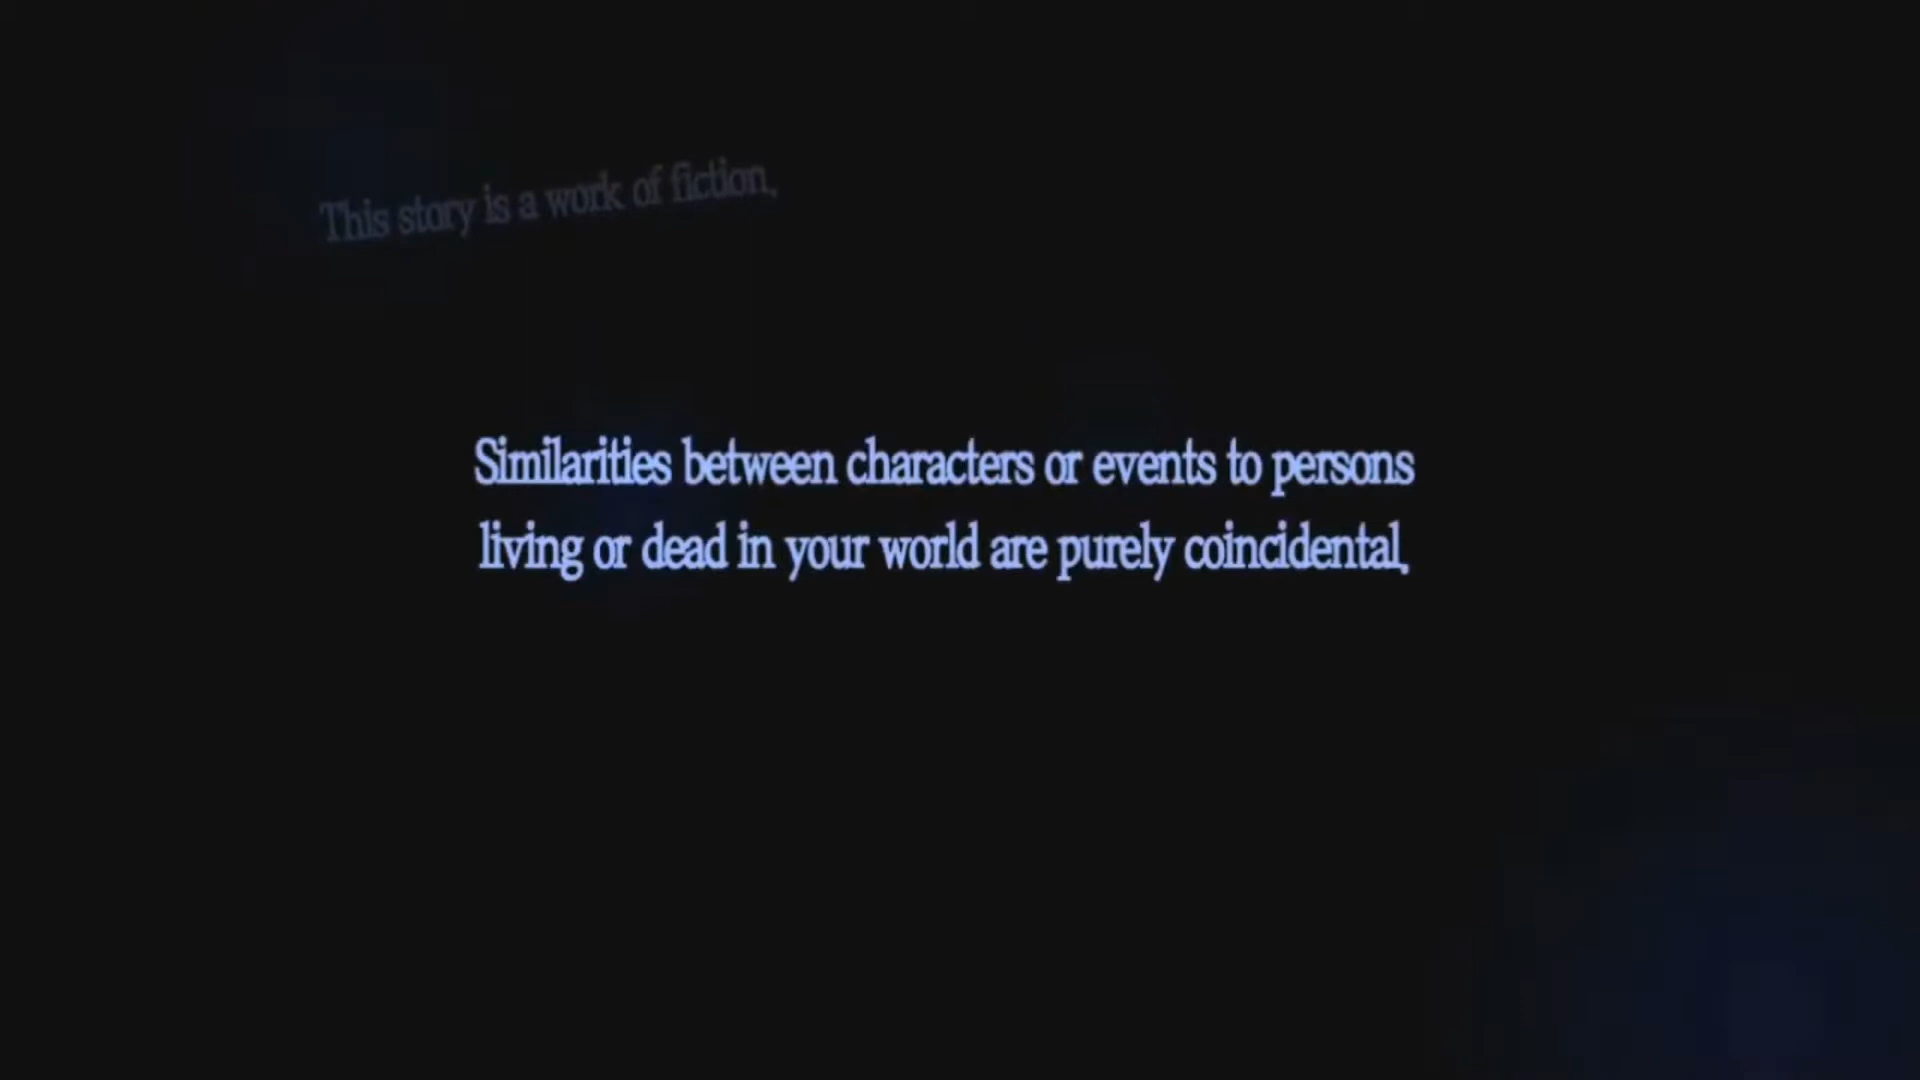 This story is a work of fiction.
Similarities between characters or events to persons
living or dead in your world are purely coincidental.